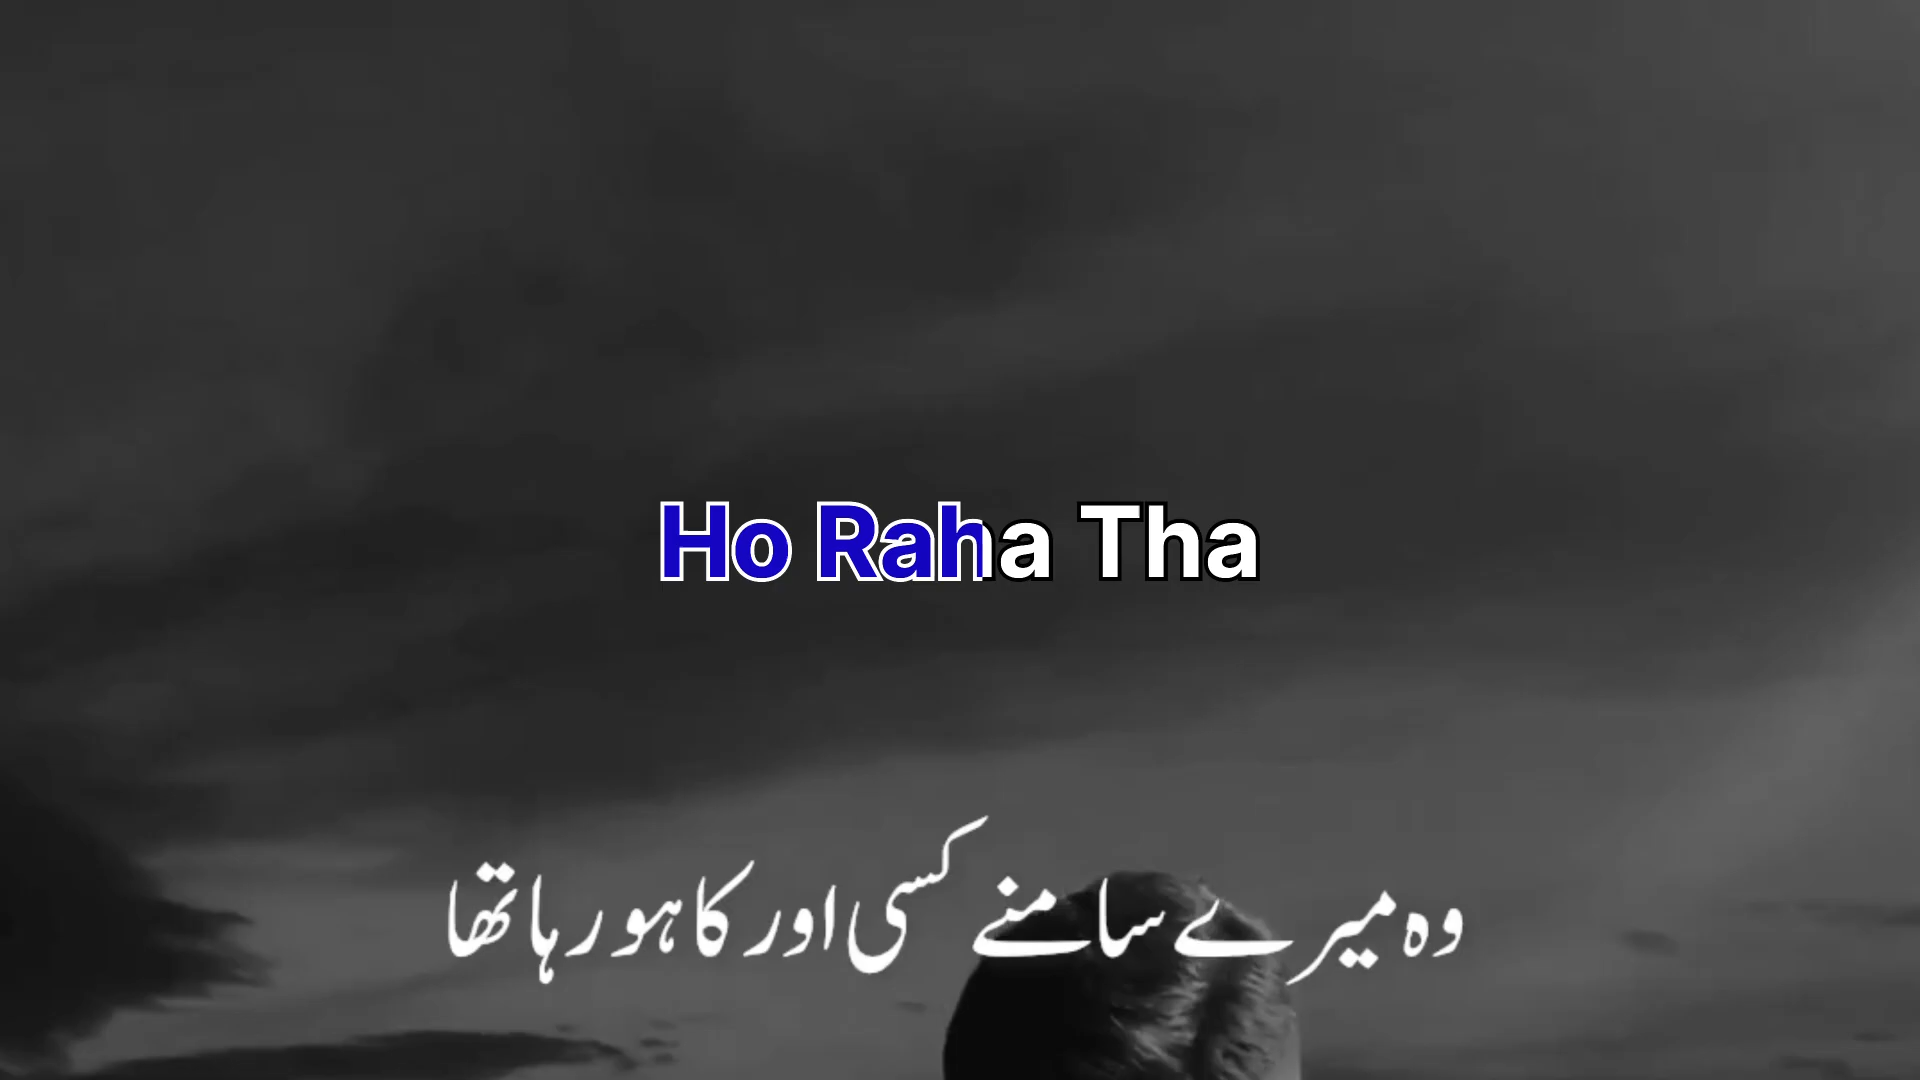 Ho Raha Tha
وہ میرے سامنے کسی اور کا ہو رہا تھا